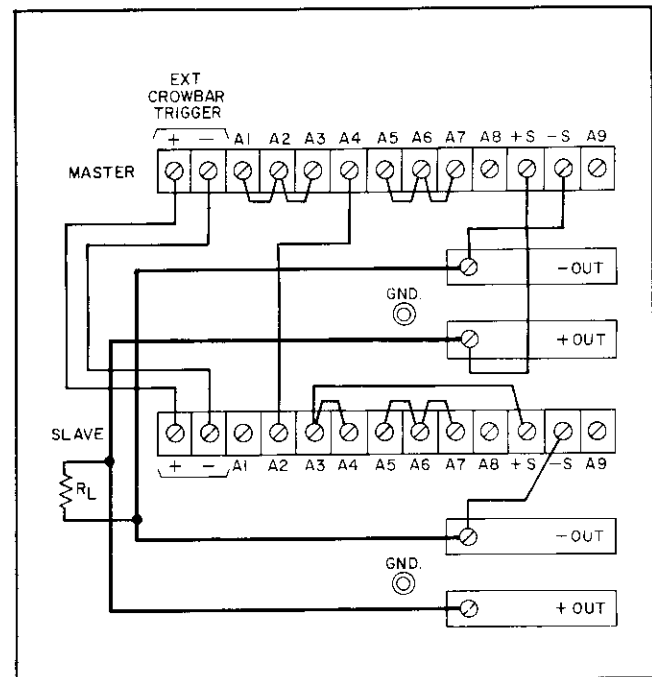 EXT
CROWBAR
TRIGGER
+ − A1 A2 A3 A4 A5 A6 A7 A8 +S −S A9
MASTER
−OUT
GND.
+OUT
SLAVE
+ − A1 A2 A3 A4 A5 A6 A7 A8 +S −S A9
RL
−OUT
GND.
+OUT